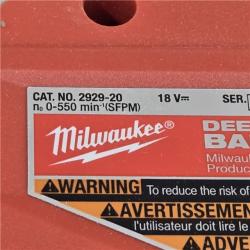 CAT. NO. 2929-20 18 V⎓ SER.
n₀ 0-550 min⁻¹(SFPM)
Milwaukee®
DEE
BA
Milwau
Produc
WARNING To reduce the risk of
AVERTISSEMEN
l'utilisateur doit lire le
ADVE